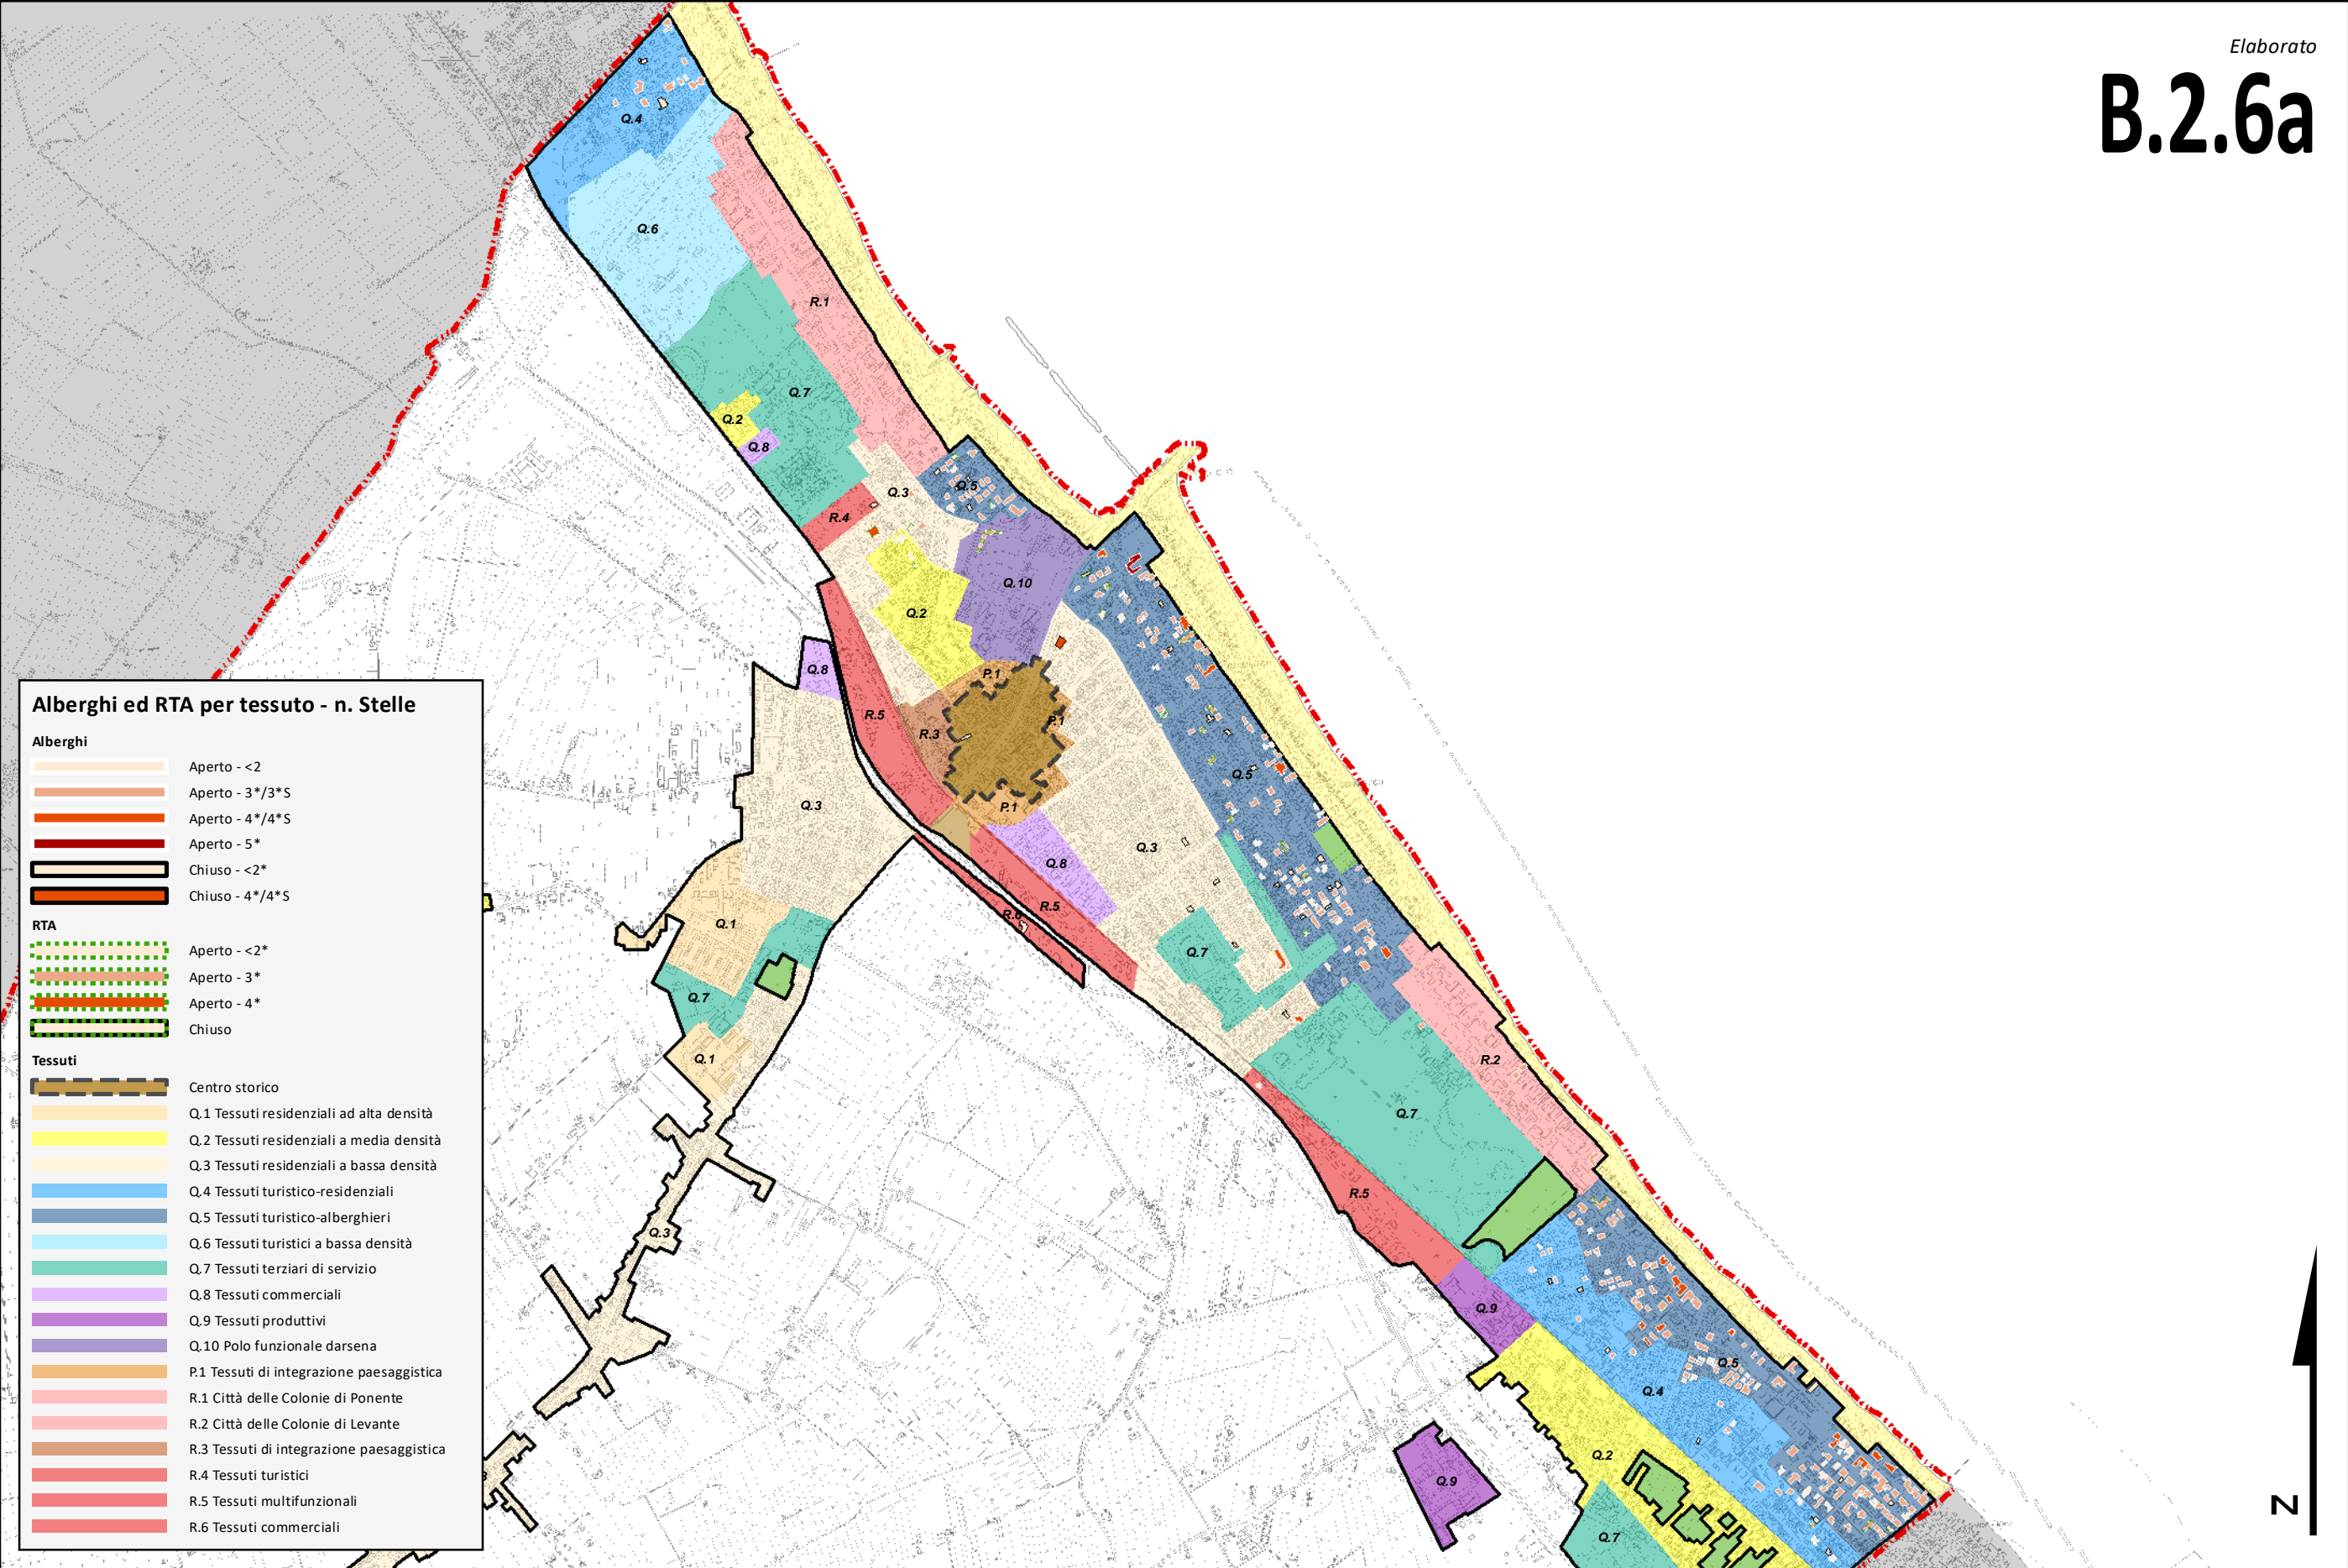 Elaborato
B.2.6a
Q.4
Q.6
R.1
Q.7
Q.2
Q.8
Q.3
Q.5
R.4
Q.10
Q.2
Q.8
P.1
R.5
P.1
R.3
Q.5
Q.3
P.1
Q.3
Q.8
R.5
R.6
Q.1
Q.7
Q.7
Q.1
R.2
Q.7
R.5
Q.3
Q.9
Q.5
Q.4
Q.2
Q.9
Q.7
N
Alberghi ed RTA per tessuto - n. Stelle
Alberghi
Aperto - <2
Aperto - 3*/3*S
Aperto - 4*/4*S
Aperto - 5*
Chiuso - <2*
Chiuso - 4*/4*S
RTA
Aperto - <2*
Aperto - 3*
Aperto - 4*
Chiuso
Tessuti
Centro storico
Q.1 Tessuti residenziali ad alta densità
Q.2 Tessuti residenziali a media densità
Q.3 Tessuti residenziali a bassa densità
Q.4 Tessuti turistico-residenziali
Q.5 Tessuti turistico-alberghieri
Q.6 Tessuti turistici a bassa densità
Q.7 Tessuti terziari di servizio
Q.8 Tessuti commerciali
Q.9 Tessuti produttivi
Q.10 Polo funzionale darsena
P.1 Tessuti di integrazione paesaggistica
R.1 Città delle Colonie di Ponente
R.2 Città delle Colonie di Levante
R.3 Tessuti di integrazione paesaggistica
R.4 Tessuti turistici
R.5 Tessuti multifunzionali
R.6 Tessuti commerciali